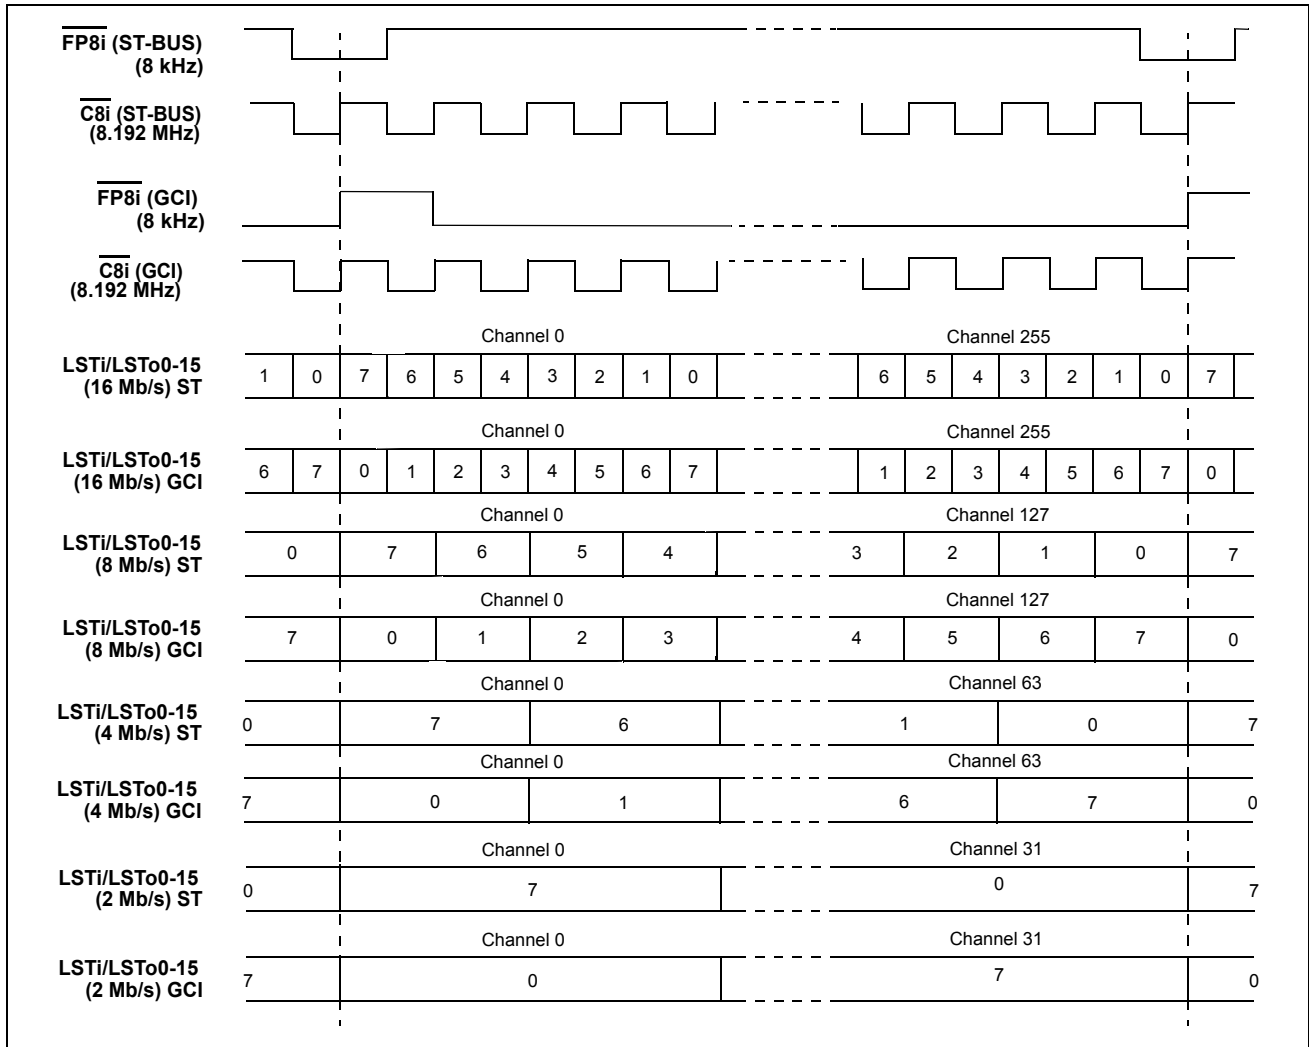 FP8i (ST-BUS)
(8 kHz)
C8i (ST-BUS)
(8.192 MHz)
FP8i (GCI)
(8 kHz)
C8i (GCI)
(8.192 MHz)
Channel 0 Channel 255
LSTi/LSTo0-15
(16 Mb/s) ST
1 0 7 6 5 4 3 2 1 0 6 5 4 3 2 1 0 7
Channel 0 Channel 255
LSTi/LSTo0-15
(16 Mb/s) GCI
6 7 0 1 2 3 4 5 6 7 1 2 3 4 5 6 7 0
Channel 0 Channel 127
LSTi/LSTo0-15
(8 Mb/s) ST
0 7 6 5 4 3 2 1 0 7
Channel 0 Channel 127
LSTi/LSTo0-15
(8 Mb/s) GCI
7 0 1 2 3 4 5 6 7 0
Channel 0 Channel 63
LSTi/LSTo0-15
(4 Mb/s) ST
0 7 6 1 0 7
Channel 0 Channel 63
LSTi/LSTo0-15
(4 Mb/s) GCI
7 0 1 6 7 0
Channel 0 Channel 31
LSTi/LSTo0-15
(2 Mb/s) ST
0 7 0 7
Channel 0 Channel 31
LSTi/LSTo0-15
(2 Mb/s) GCI
7 0 7 0